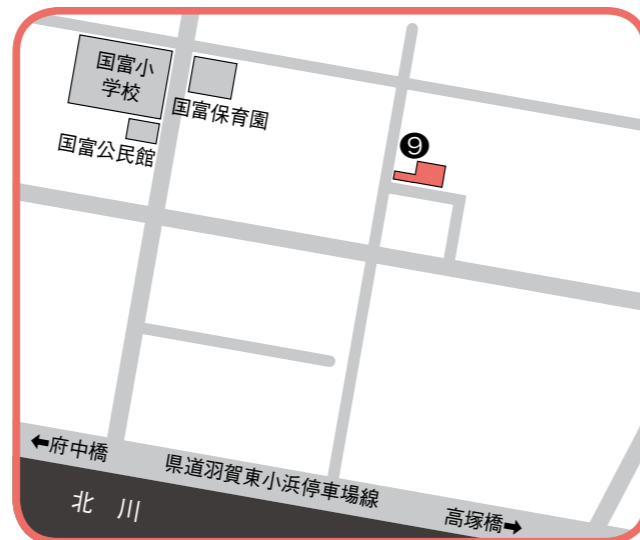 国富小
学校
国富保育園
国富公民館
❾
⬅府中橋
県道羽賀東小浜停車場線
高塚橋➡
北 川